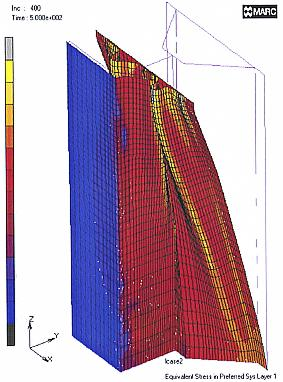 Inc : 400
Time : 5.000e+002
MARC
Z
Y
X
lcase2
Equivalent Stress in Preferred Sys Layer 1